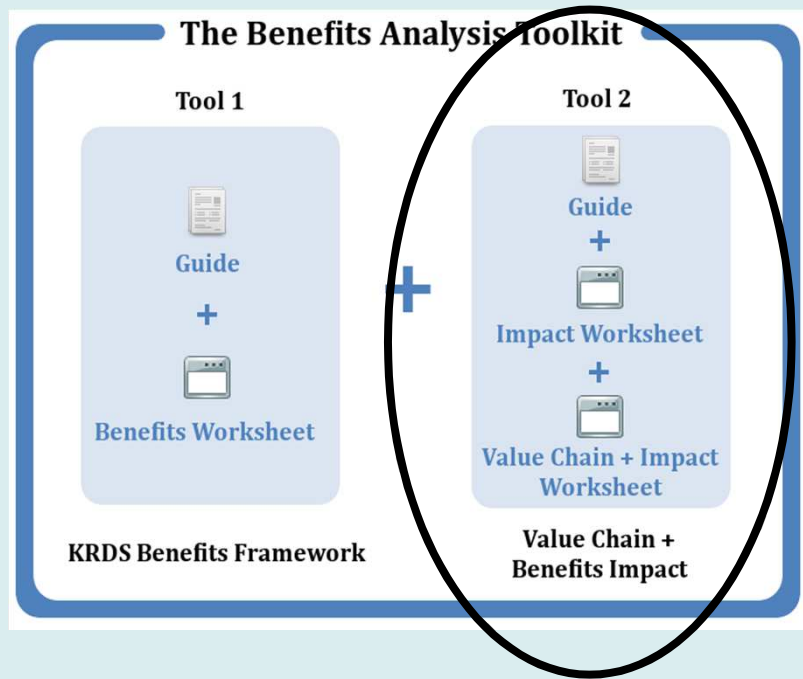 The Benefits Analysis Toolkit
Tool 1
Guide
+
Benefits Worksheet
KRDS Benefits Framework
+
Tool 2
Guide
+
Impact Worksheet
+
Value Chain + Impact
Worksheet
Value Chain +
Benefits Impact